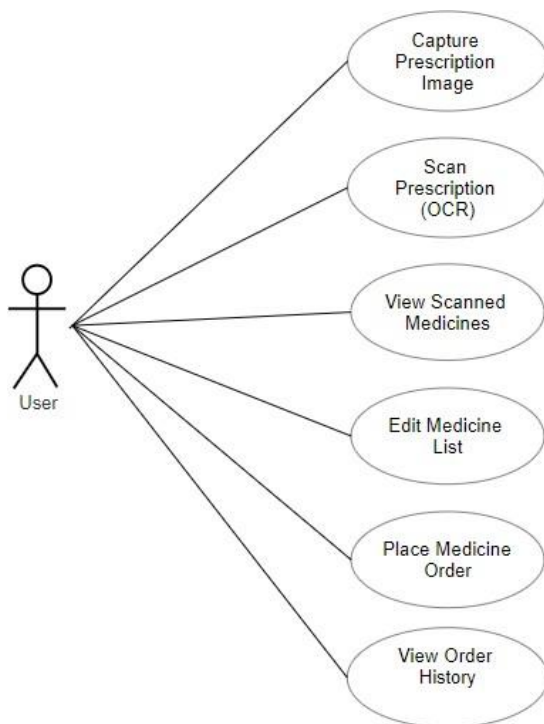 Capture
Prescription
Image
Scan
Prescription
(OCR)
View Scanned
Medicines
User
Edit Medicine
List
Place Medicine
Order
View Order
History